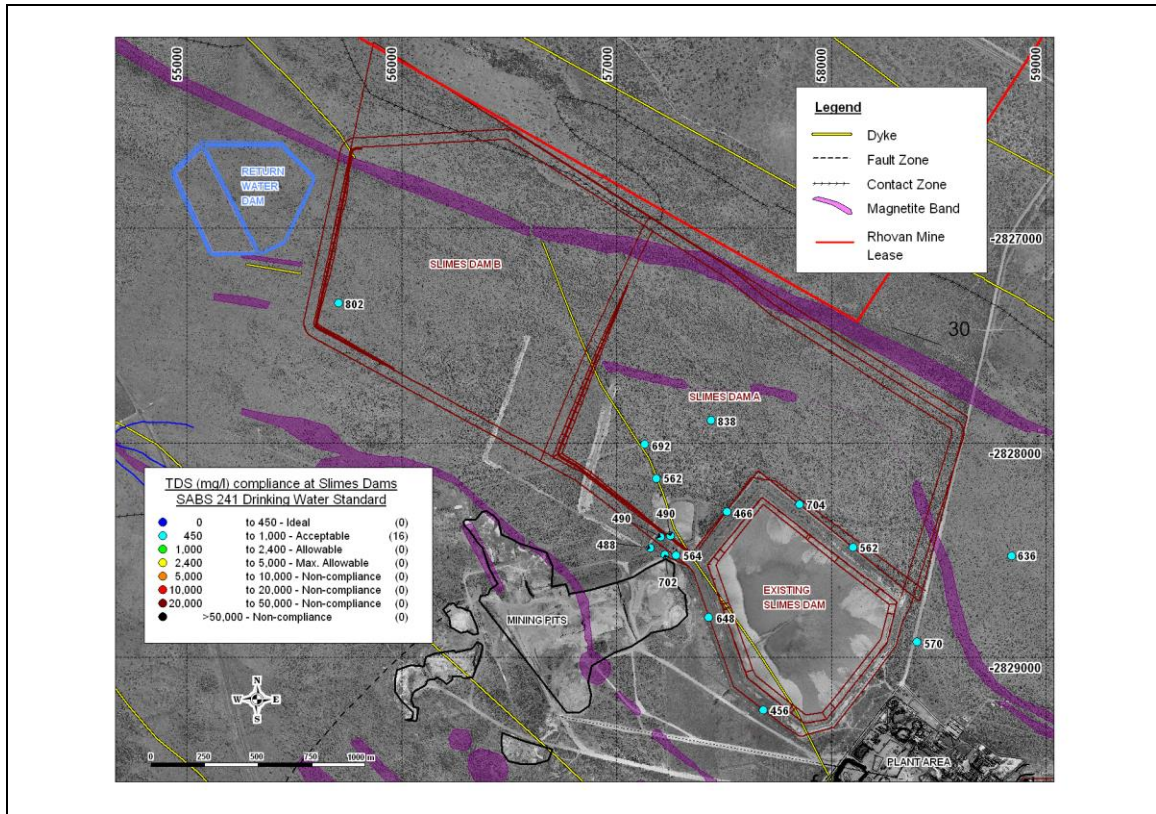 55000
56000
57000
58000
59000
Legend
Dyke
Fault Zone
Contact Zone
Magnetite Band
Rhovan Mine
Lease
RETURN
WATER
DAM
-2827000
SLIMES DAM B
802
30
SLIMES DAM A
838
692
-2828000
562
704
466
490
490
488
564
562
636
702
EXISTING
SLIMES DAM
MINING PITS
648
570
-2829000
456
PLANT AREA
TDS (mg/l) compliance at Slimes Dams
SABS 241 Drinking Water Standard
0 to 450 - Ideal (0)
450 to 1,000 - Acceptable (16)
1,000 to 2,400 - Allowable (0)
2,400 to 5,000 - Max. Allowable (0)
5,000 to 10,000 - Non-compliance (0)
10,000 to 20,000 - Non-compliance (0)
20,000 to 50,000 - Non-compliance (0)
>50,000 - Non-compliance (0)
N
W E
S
0 250 500 750 1000 m